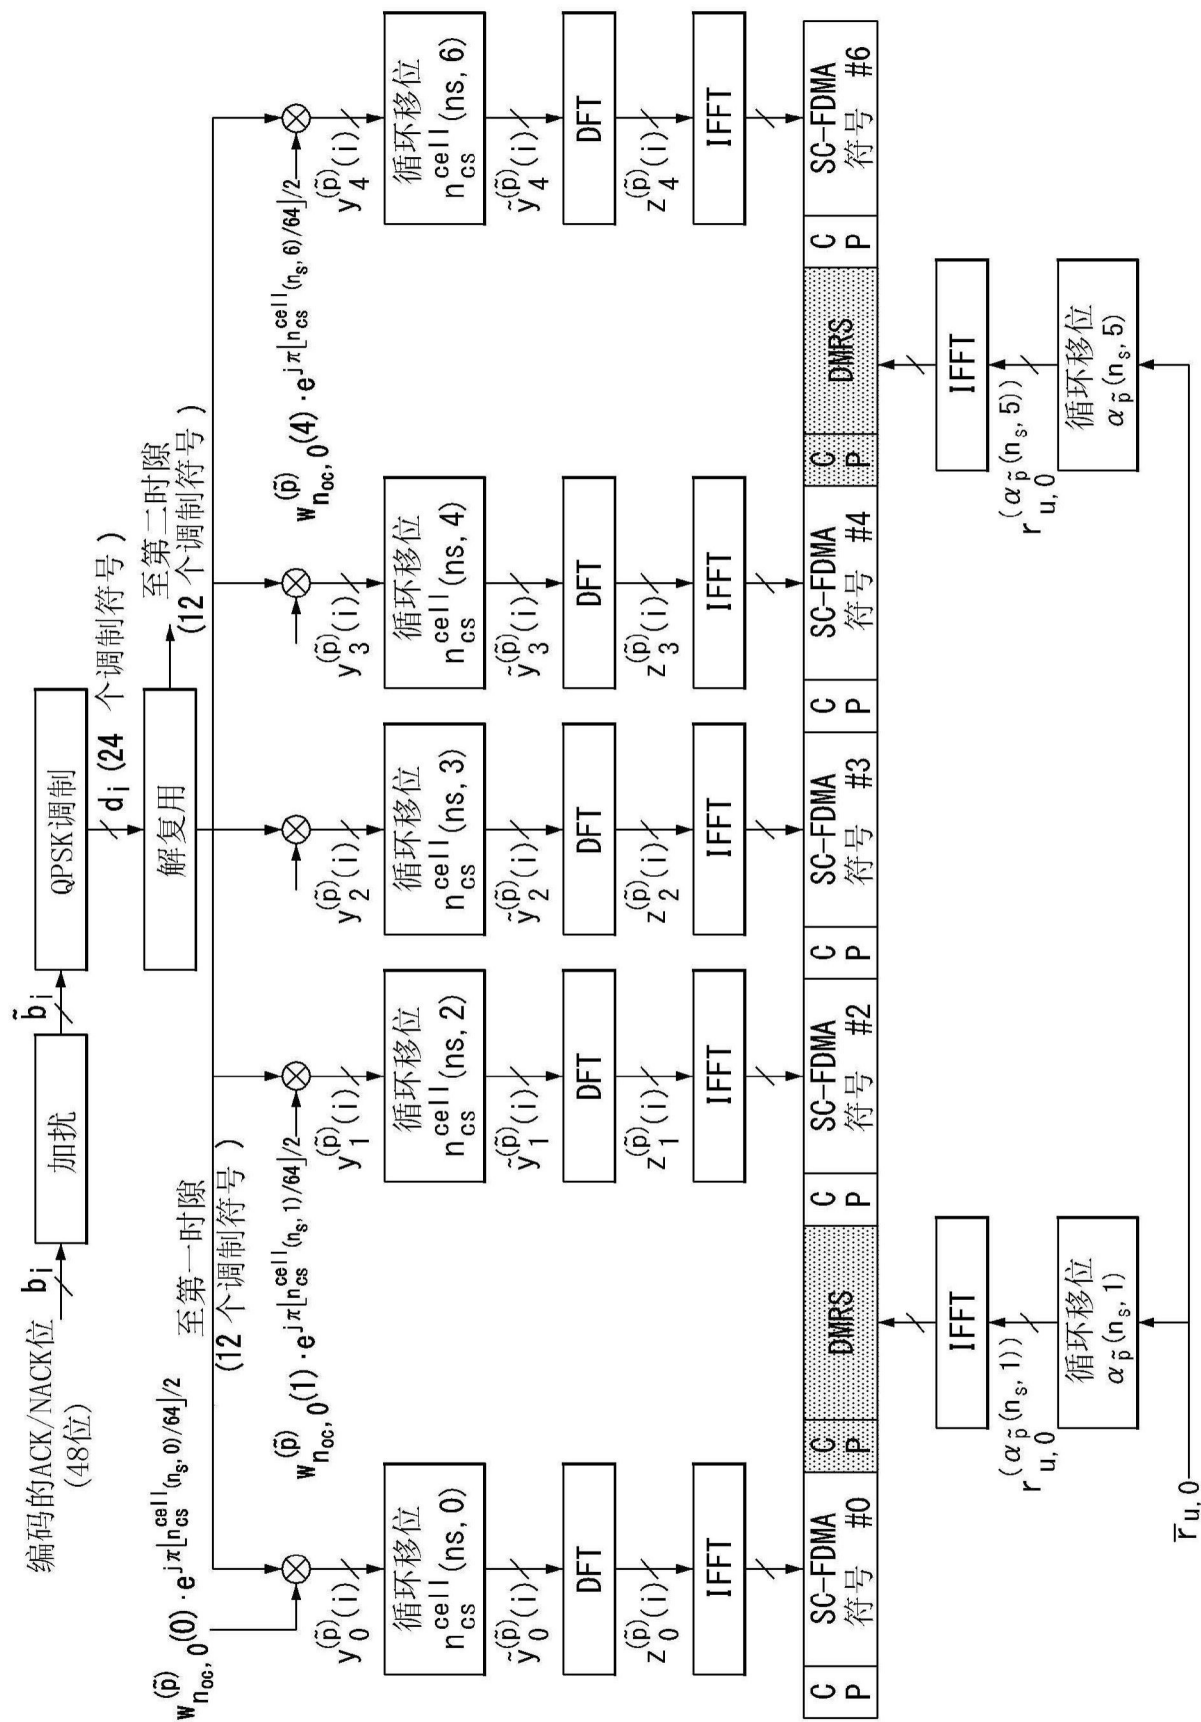 编码的ACK/NACK位
(48位)
b_i
加扰
b̃_i
QPSK调制
d_i (24 个调制符号)
解复用
至第一时隙
(12 个调制符号)
至第二时隙
(12 个调制符号)
w^(p̃)_{n_oc,0}(0)·e^{jπ⌊n_cs^cell(n_s,0)/64⌋/2}
w^(p̃)_{n_oc,0}(1)·e^{jπ⌊n_cs^cell(n_s,1)/64⌋/2}
w^(p̃)_{n_oc,0}(4)·e^{jπ⌊n_cs^cell(n_s,6)/64⌋/2}
y_0^(p̃)(i)
y_1^(p̃)(i)
y_2^(p̃)(i)
y_3^(p̃)(i)
y_4^(p̃)(i)
循环移位
n_cs^cell(ns,0)
循环移位
n_cs^cell(ns,2)
循环移位
n_cs^cell(ns,3)
循环移位
n_cs^cell(ns,4)
循环移位
n_cs^cell(ns,6)
ỹ_0^(p̃)(i)
ỹ_1^(p̃)(i)
ỹ_2^(p̃)(i)
ỹ_3^(p̃)(i)
ỹ_4^(p̃)(i)
DFT
DFT
DFT
DFT
DFT
z_0^(p̃)(i)
z_1^(p̃)(i)
z_2^(p̃)(i)
z_3^(p̃)(i)
z_4^(p̃)(i)
IFFT
IFFT
IFFT
IFFT
IFFT
CP
SC-FDMA
符号 #0
CP
DMRS
CP
SC-FDMA
符号 #2
CP
SC-FDMA
符号 #3
CP
SC-FDMA
符号 #4
CP
DMRS
CP
SC-FDMA
符号 #6
IFFT
IFFT
r_{u,0}^(α_p̃(n_s,1))
r_{u,0}^(α_p̃(n_s,5))
循环移位
α_p̃(n_s,1)
循环移位
α_p̃(n_s,5)
r̄_{u,0}